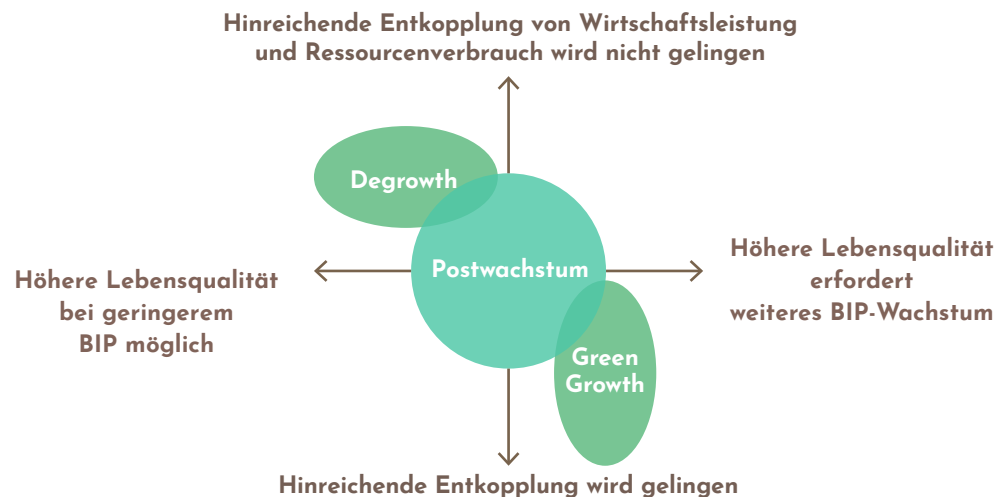 Hinreichende Entkopplung von Wirtschaftsleistung
und Ressourcenverbrauch wird nicht gelingen
Degrowth
Postwachstum
Höhere Lebensqualität
bei geringerem
BIP möglich
Höhere Lebensqualität
erfordert
weiteres BIP-Wachstum
Green
Growth
Hinreichende Entkopplung wird gelingen